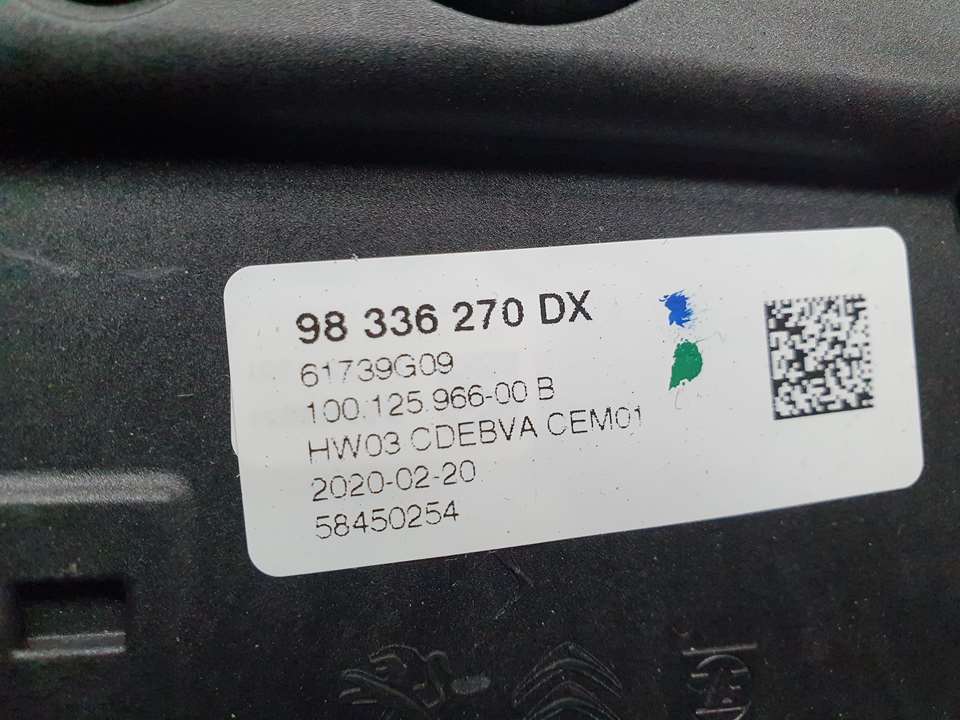 98 336 270 DX
61739G09
100.125.966-00 B
HW03 CDEBVA CEM01
2020-02-20
58450254